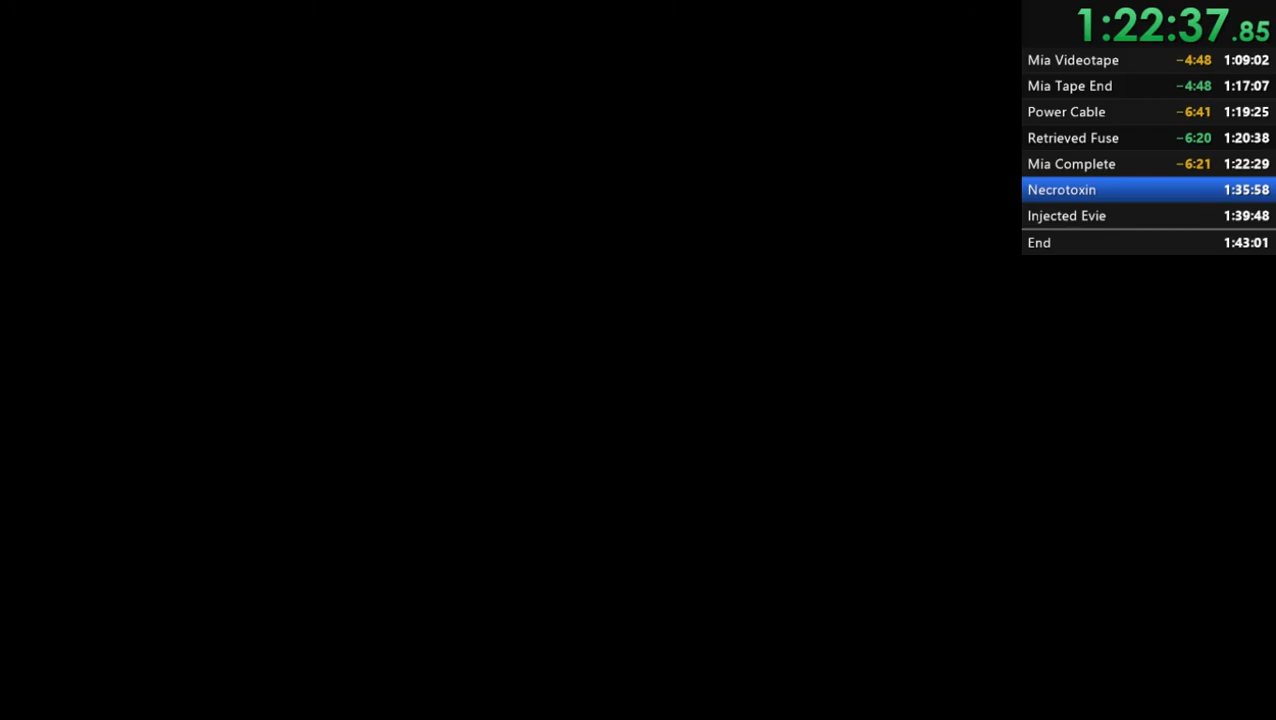 1:22:37.85
Mia Videotape −4:48 1:09:02
Mia Tape End −4:48 1:17:07
Power Cable −6:41 1:19:25
Retrieved Fuse −6:20 1:20:38
Mia Complete −6:21 1:22:29
Necrotoxin 1:35:58
Injected Evie 1:39:48
End 1:43:01